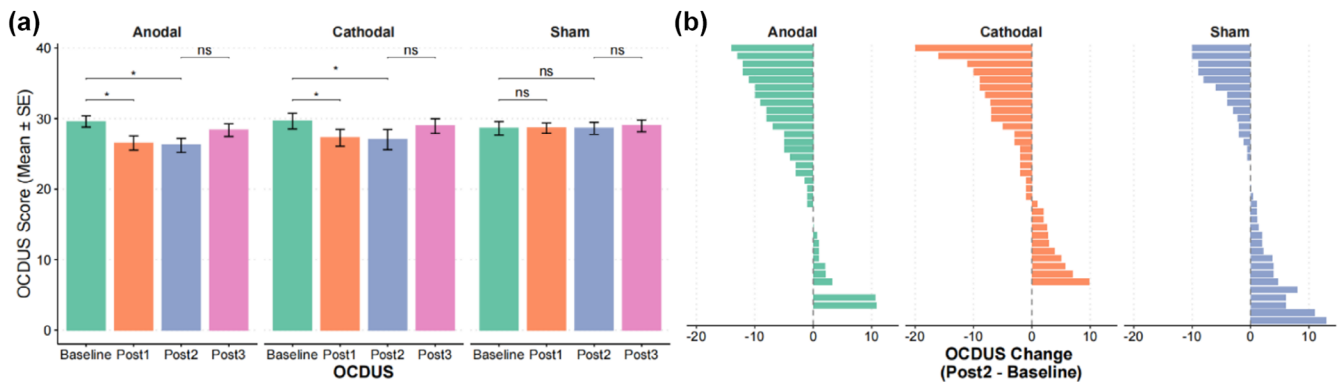 (a)
Anodal
Cathodal
Sham
OCDUS Score (Mean ± SE)
40
30
20
10
0
*
*
ns
*
*
ns
ns
ns
ns
Baseline Post1 Post2 Post3
Baseline Post1 Post2 Post3
Baseline Post1 Post2 Post3
OCDUS
(b)
Anodal
Cathodal
Sham
-20 -10 0 10
-20 -10 0 10
-20 -10 0 10
OCDUS Change
(Post2 - Baseline)